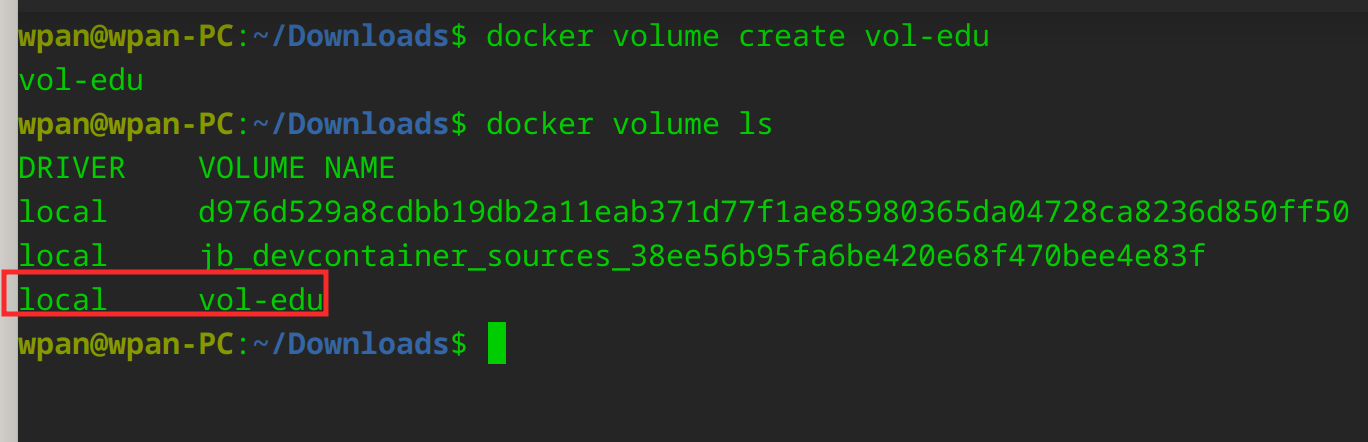 wpan@wpan-PC:~/Downloads$ docker volume create vol-edu
vol-edu
wpan@wpan-PC:~/Downloads$ docker volume ls
DRIVER    VOLUME NAME
local     d976d529a8cdbb19db2a11eab371d77f1ae85980365da04728ca8236d850ff50
local     jb_devcontainer_sources_38ee56b95fa6be420e68f470bee4e83f
local     vol-edu
wpan@wpan-PC:~/Downloads$